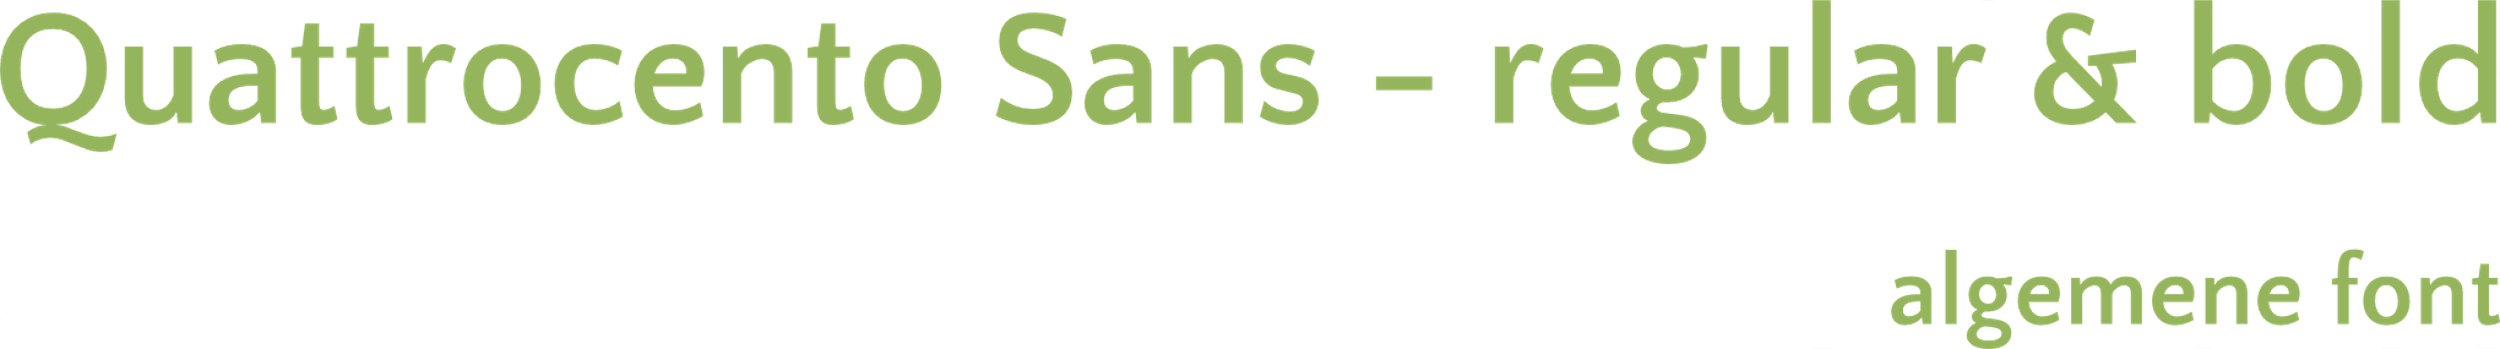 Quattrocento Sans – regular & bold
algemene font